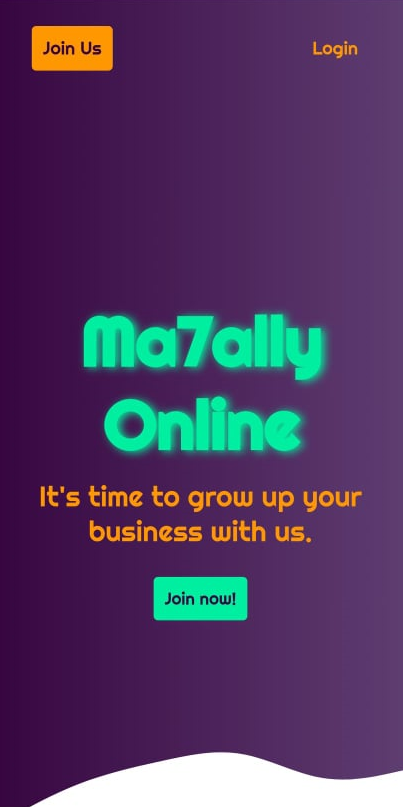 Join Us
Login
Ma7ally
Online
It's time to grow up your
business with us.
Join now!